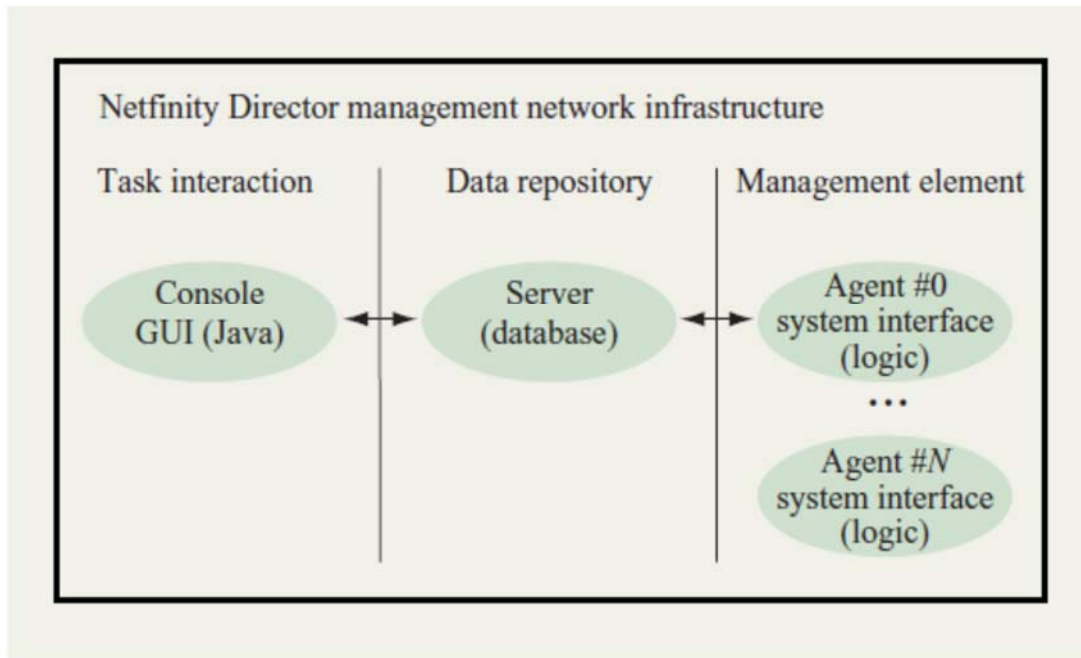 Netfinity Director management network infrastructure
Task interaction
Data repository
Management element
Console
GUI (Java)
Server
(database)
Agent #0
system interface
(logic)
...
Agent #N
system interface
(logic)